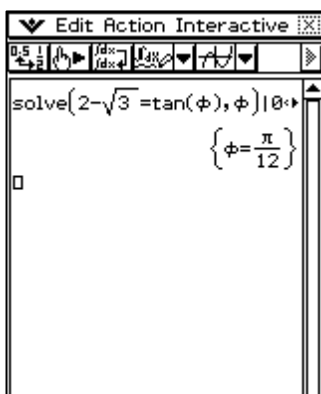 Edit Action Interactive
solve(2-√3 =tan(ϕ),ϕ)|0<
{ϕ=π/12}